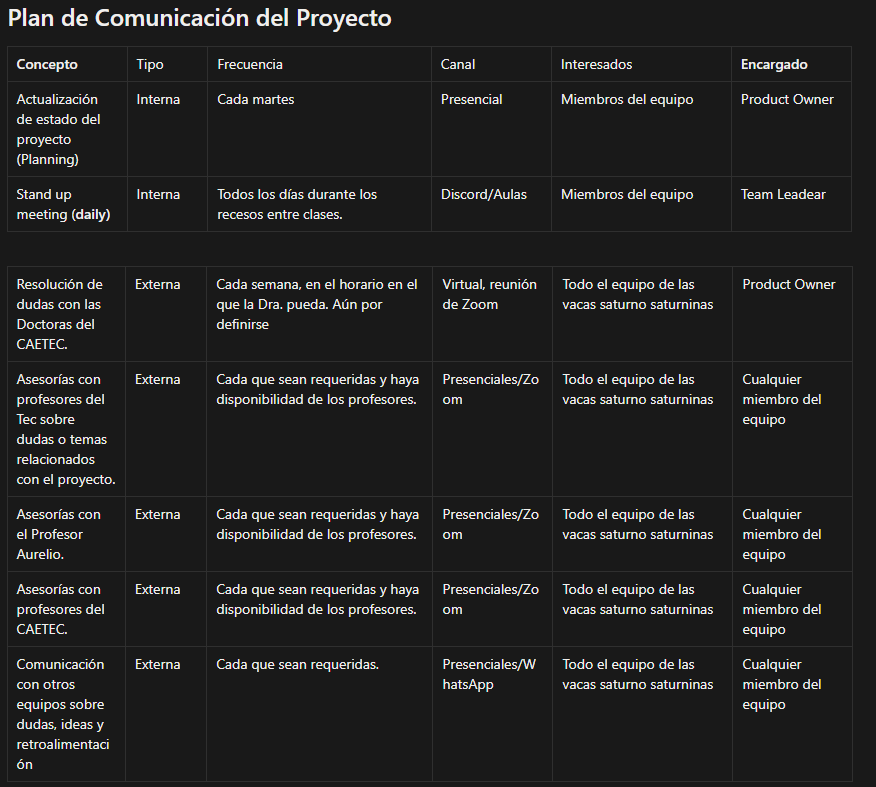 Plan de Comunicación del Proyecto
Concepto Tipo Frecuencia Canal Interesados Encargado
Actualización Interna Cada martes Presencial Miembros del equipo Product Owner
de estado del
proyecto
(Planning)
Stand up Interna Todos los días durante los Discord/Aulas Miembros del equipo Team Leadear
meeting (daily) recesos entre clases.
Resolución de Externa Cada semana, en el horario en el Virtual, reunión Todo el equipo de las Product Owner
dudas con las que la Dra. pueda. Aún por de Zoom vacas saturno saturninas
Doctoras del definirse
CAETEC.
Asesorías con Externa Cada que sean requeridas y haya Presenciales/Zo Todo el equipo de las Cualquier
profesores del disponibilidad de los profesores. om vacas saturno saturninas miembro del
Tec sobre equipo
dudas o temas
relacionados
con el proyecto.
Asesorías con Externa Cada que sean requeridas y haya Presenciales/Zo Todo el equipo de las Cualquier
el Profesor disponibilidad de los profesores. om vacas saturno saturninas miembro del
Aurelio. equipo
Asesorías con Externa Cada que sean requeridas y haya Presenciales/Zo Todo el equipo de las Cualquier
profesores del disponibilidad de los profesores. om vacas saturno saturninas miembro del
CAETEC. equipo
Comunicación Externa Cada que sean requeridas. Presenciales/W Todo el equipo de las Cualquier
con otros hatsApp vacas saturno saturninas miembro del
equipos sobre equipo
dudas, ideas y
retroalimentaci
ón